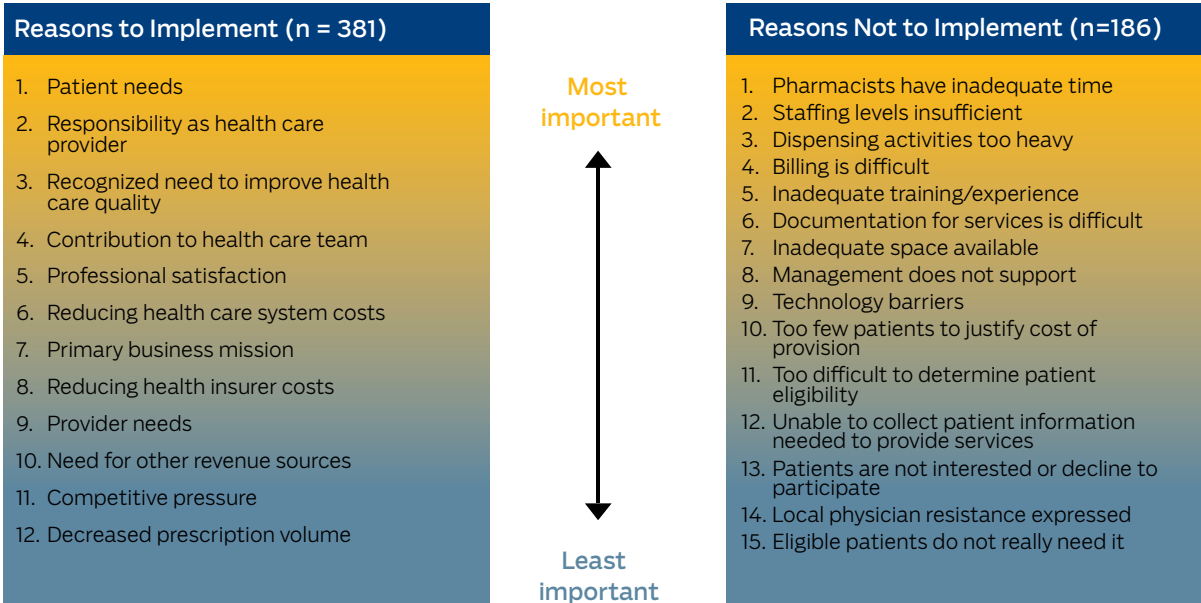 Reasons to Implement (n = 381)
1. Patient needs
2. Responsibility as health care
provider
3. Recognized need to improve health
care quality
4. Contribution to health care team
5. Professional satisfaction
6. Reducing health care system costs
7. Primary business mission
8. Reducing health insurer costs
9. Provider needs
10. Need for other revenue sources
11. Competitive pressure
12. Decreased prescription volume
Most
important
Least
important
Reasons Not to Implement (n=186)
1. Pharmacists have inadequate time
2. Staffing levels insufficient
3. Dispensing activities too heavy
4. Billing is difficult
5. Inadequate training/experience
6. Documentation for services is difficult
7. Inadequate space available
8. Management does not support
9. Technology barriers
10. Too few patients to justify cost of
provision
11. Too difficult to determine patient
eligibility
12. Unable to collect patient information
needed to provide services
13. Patients are not interested or decline to
participate
14. Local physician resistance expressed
15. Eligible patients do not really need it